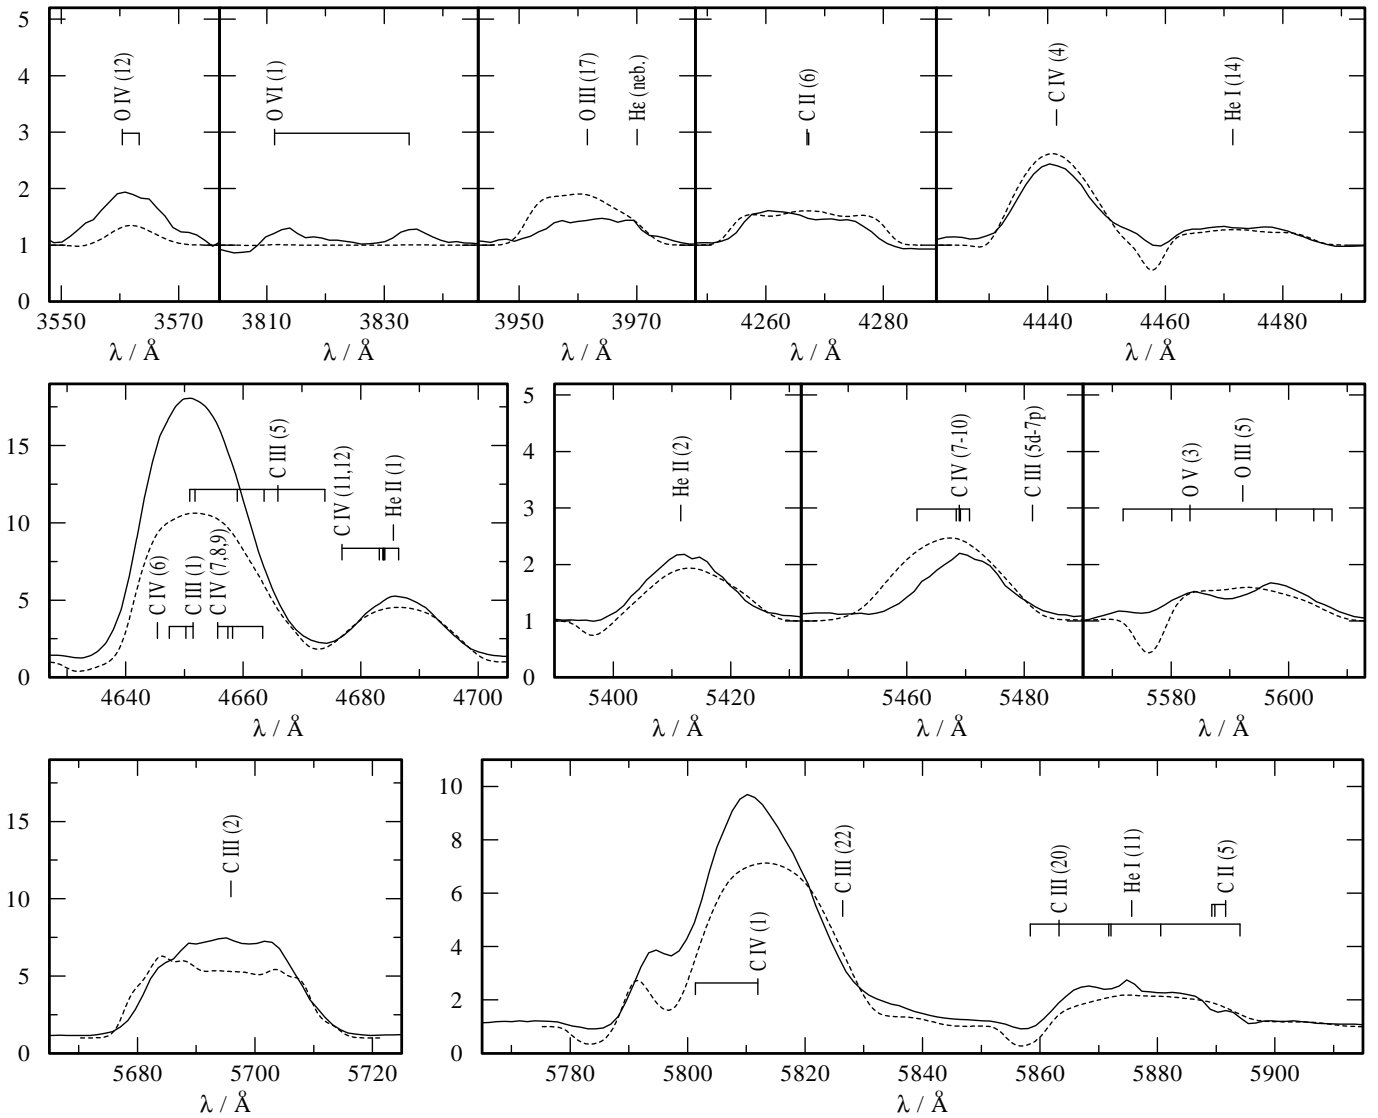 5
4
3
2
1
0
O IV (12)
O VI (1)
O III (17)
Hε (neb.)
C II (6)
C IV (4)
He I (14)
3550 3570 3810 3830 3950 3970 4260 4280 4440 4460 4480
λ / Å λ / Å λ / Å λ / Å λ / Å
15
10
5
0
C IV (6)
C III (1)
C IV (7,8,9)
C III (5)
C IV (11,12)
He II (1)
4640 4660 4680 4700
λ / Å
5
4
3
2
1
0
He II (2)
C IV (7-10)
C III (5d-7p)
O V (3)
O III (5)
5400 5420 5460 5480 5580 5600
λ / Å λ / Å λ / Å
15
10
5
0
C III (2)
5680 5700 5720
λ / Å
10
8
6
4
2
0
C IV (1)
C III (22)
C III (20)
He I (11)
C II (5)
5780 5800 5820 5840 5860 5880 5900
λ / Å